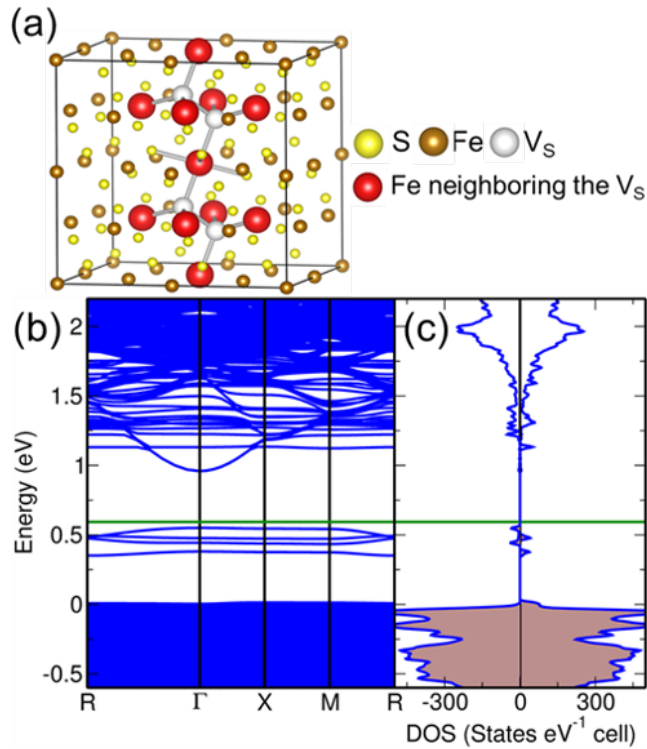 (a)
S Fe V_S
Fe neighboring the V_S
(b)
(c)
2
1.5
1
0.5
0
-0.5
Energy (eV)
R Γ X M R
-300 0 300
DOS (States eV⁻¹ cell)